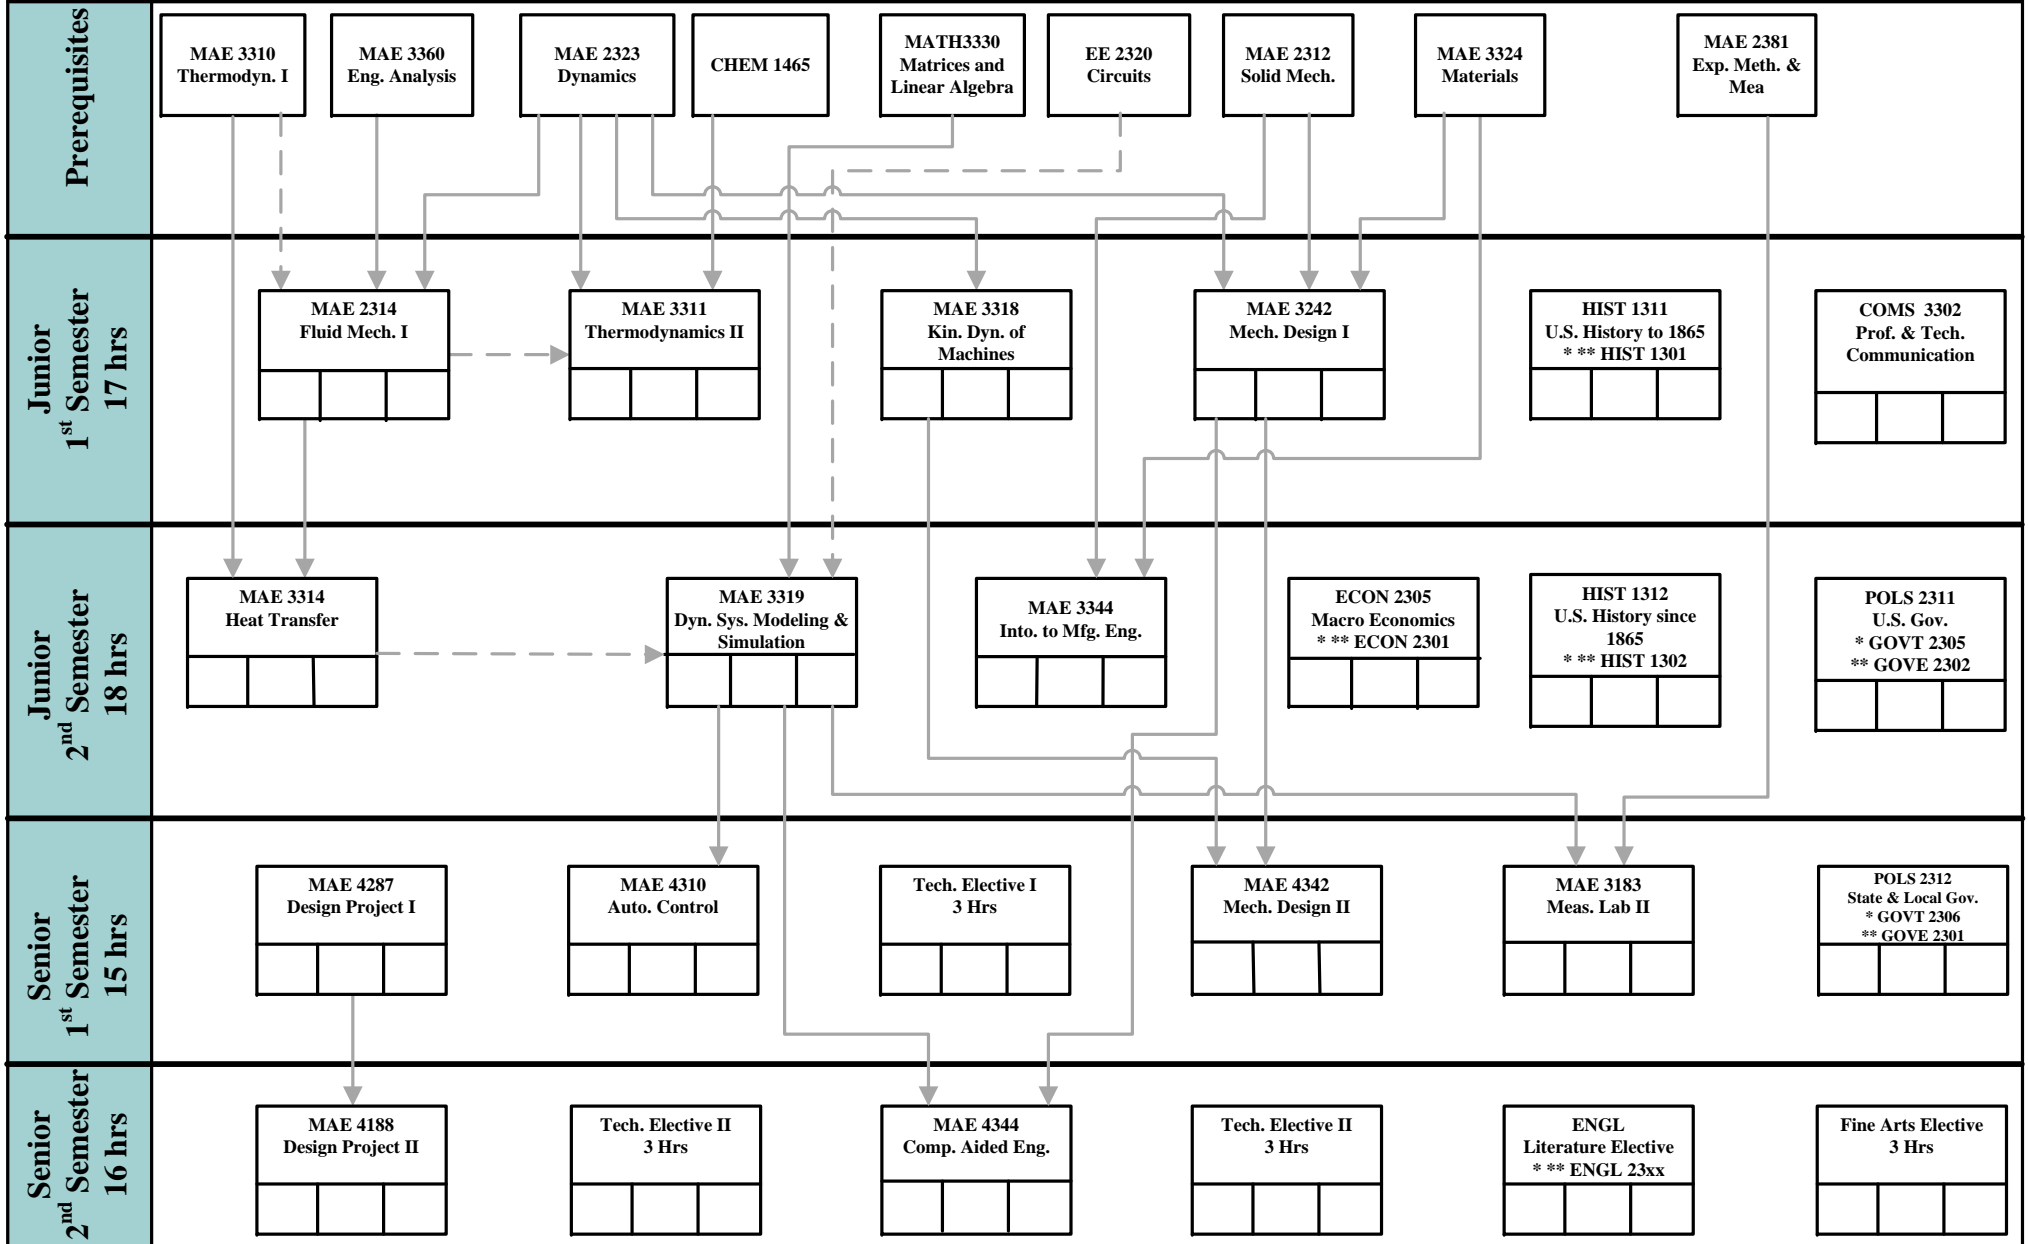 Prerequisites
MAE 3310
Thermodyn. I
MAE 3360
Eng. Analysis
MAE 2323
Dynamics
CHEM 1465
MATH3330
Matrices and
Linear Algebra
EE 2320
Circuits
MAE 2312
Solid Mech.
MAE 3324
Materials
MAE 2381
Exp. Meth. &
Mea
Junior
1st Semester
17 hrs
MAE 2314
Fluid Mech. I
MAE 3311
Thermodynamics II
MAE 3318
Kin. Dyn. of
Machines
MAE 3242
Mech. Design I
HIST 1311
U.S. History to 1865
* ** HIST 1301
COMS 3302
Prof. & Tech.
Communication
Junior
2nd Semester
18 hrs
MAE 3314
Heat Transfer
MAE 3319
Dyn. Sys. Modeling &
Simulation
MAE 3344
Into. to Mfg. Eng.
ECON 2305
Macro Economics
* ** ECON 2301
HIST 1312
U.S. History since
1865
* ** HIST 1302
POLS 2311
U.S. Gov.
* GOVT 2305
** GOVE 2302
Senior
1st Semester
15 hrs
MAE 4287
Design Project I
MAE 4310
Auto. Control
Tech. Elective I
3 Hrs
MAE 4342
Mech. Design II
MAE 3183
Meas. Lab II
POLS 2312
State & Local Gov.
* GOVT 2306
** GOVE 2301
Senior
2nd Semester
16 hrs
MAE 4188
Design Project II
Tech. Elective II
3 Hrs
MAE 4344
Comp. Aided Eng.
Tech. Elective II
3 Hrs
ENGL
Literature Elective
* ** ENGL 23xx
Fine Arts Elective
3 Hrs